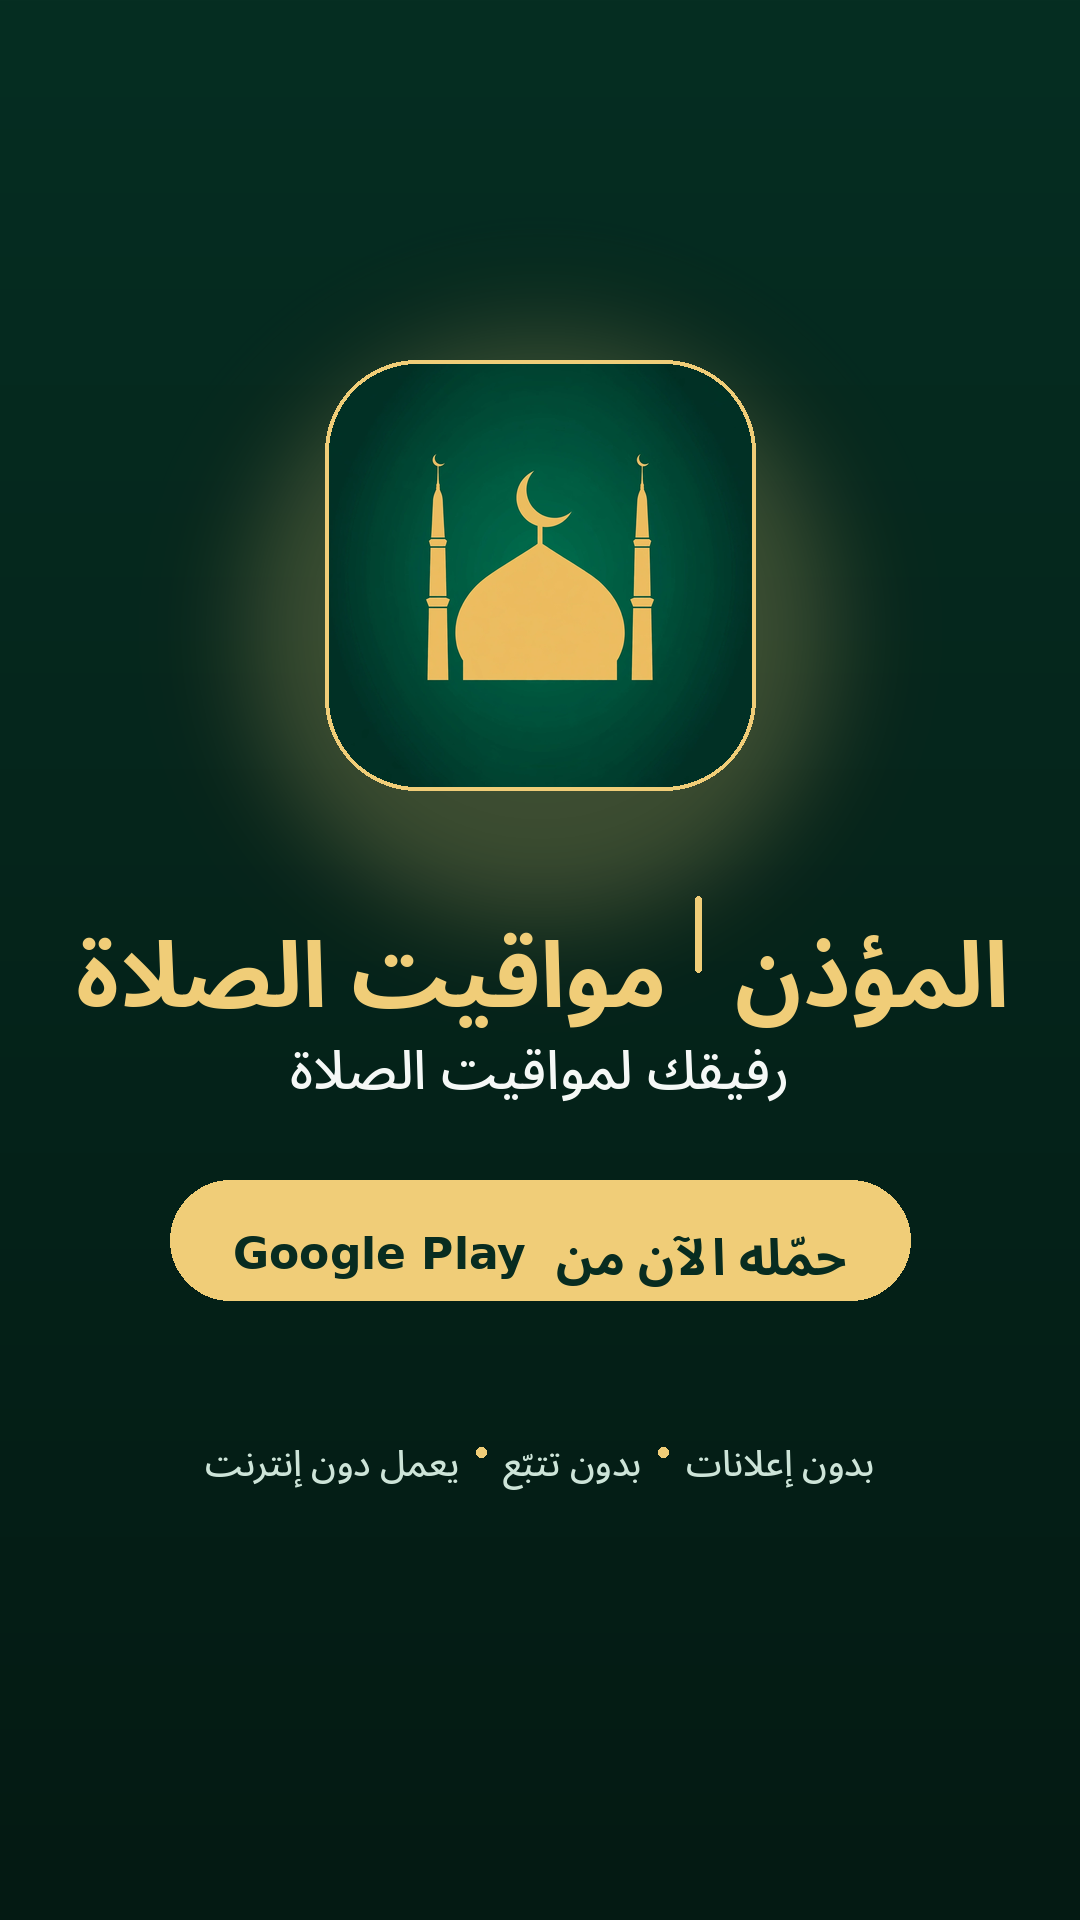 المؤذن | مواقيت الصلاة
رفيقك لمواقيت الصلاة
حمّله الآن من Google Play
بدون إعلانات • بدون تتبّع • يعمل دون إنترنت